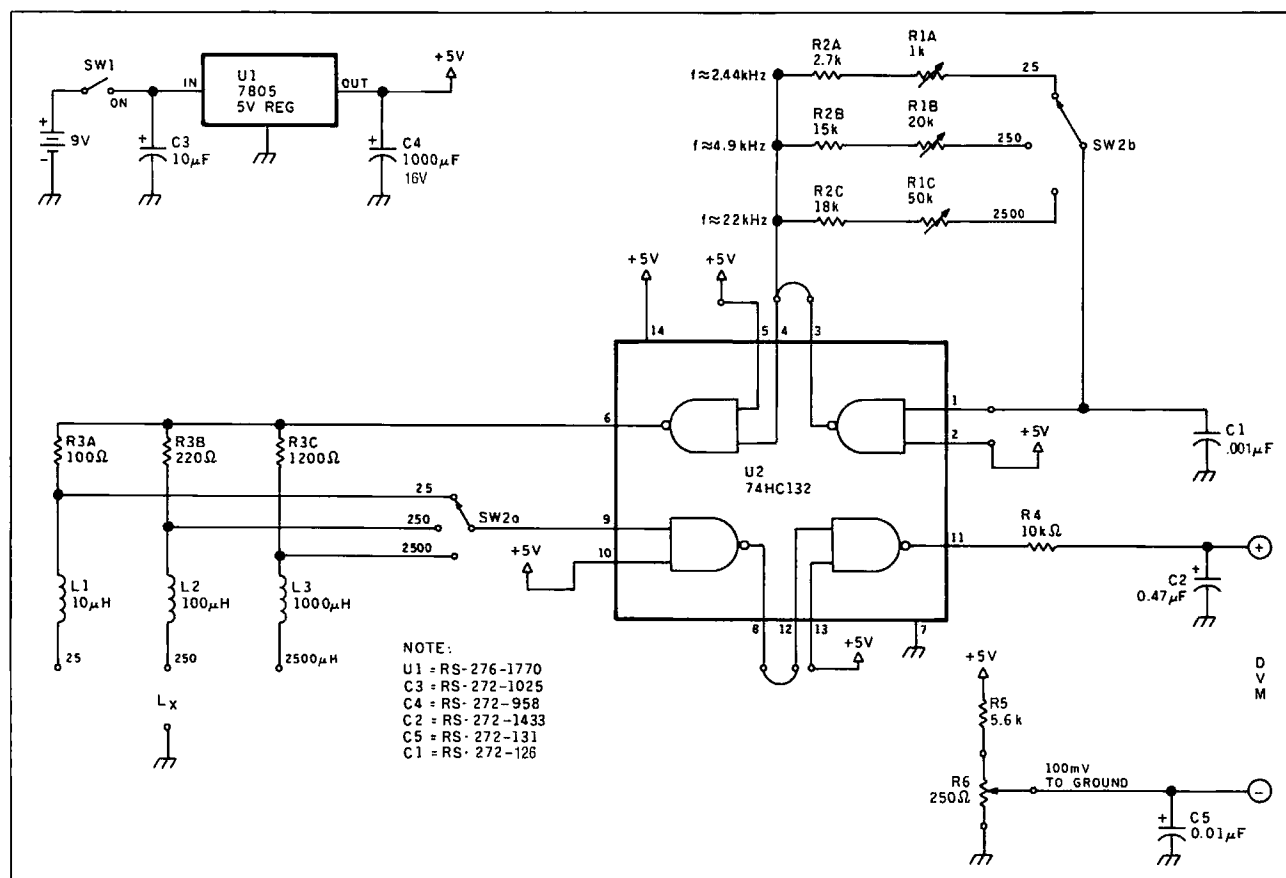 +5V
SW1
ON
IN
U1
7805
5V REG
OUT
+
9V
-
+
C3
10µF
+
C4
1000µF
16V
f≈2.44kHz
R2A
2.7k
R1A
1k
25
f≈4.9kHz
R2B
15k
R1B
20k
250
SW2b
f≈22kHz
R2C
18k
R1C
50k
2500
+5V
+5V
14
5
4
3
6
1
2
+5V
C1
.001µF
U2
74HC132
R3A
100Ω
R3B
220Ω
R3C
1200Ω
25
250
SW2a
2500
9
10
+5V
11
R4
10kΩ
+
+
C2
0.47µF
L1
10µH
L2
100µH
L3
1000µH
8
12
13
+5V
7
25
250
2500µH
Lx
NOTE:
U1 = RS-276-1770
C3 = RS-272-1025
C4 = RS-272-958
C2 = RS-272-1433
C5 = RS-272-131
C1 = RS-272-126
+5V
R5
5.6k
R6
250Ω
100mV
TO GROUND
DVM
-
+
C5
0.01µF